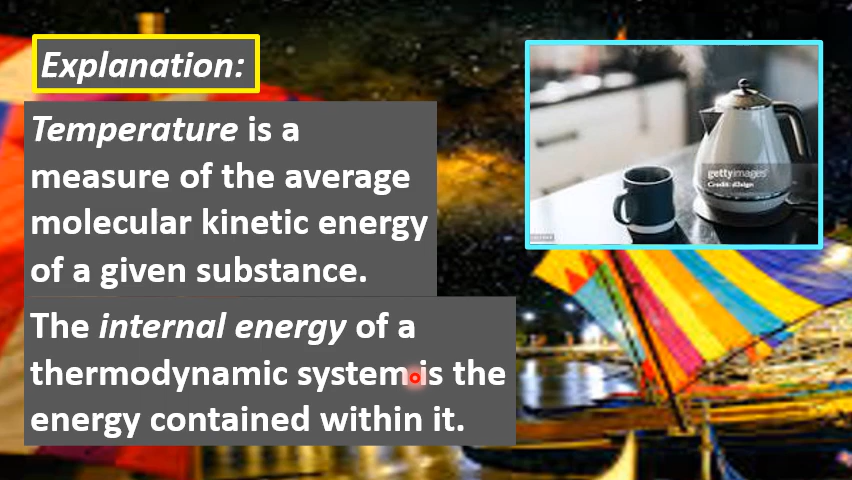 Explanation:
Temperature is a
measure of the average
molecular kinetic energy
of a given substance.
The internal energy of a
thermodynamic system is the
energy contained within it.
gettyimages
Credit: d3sign